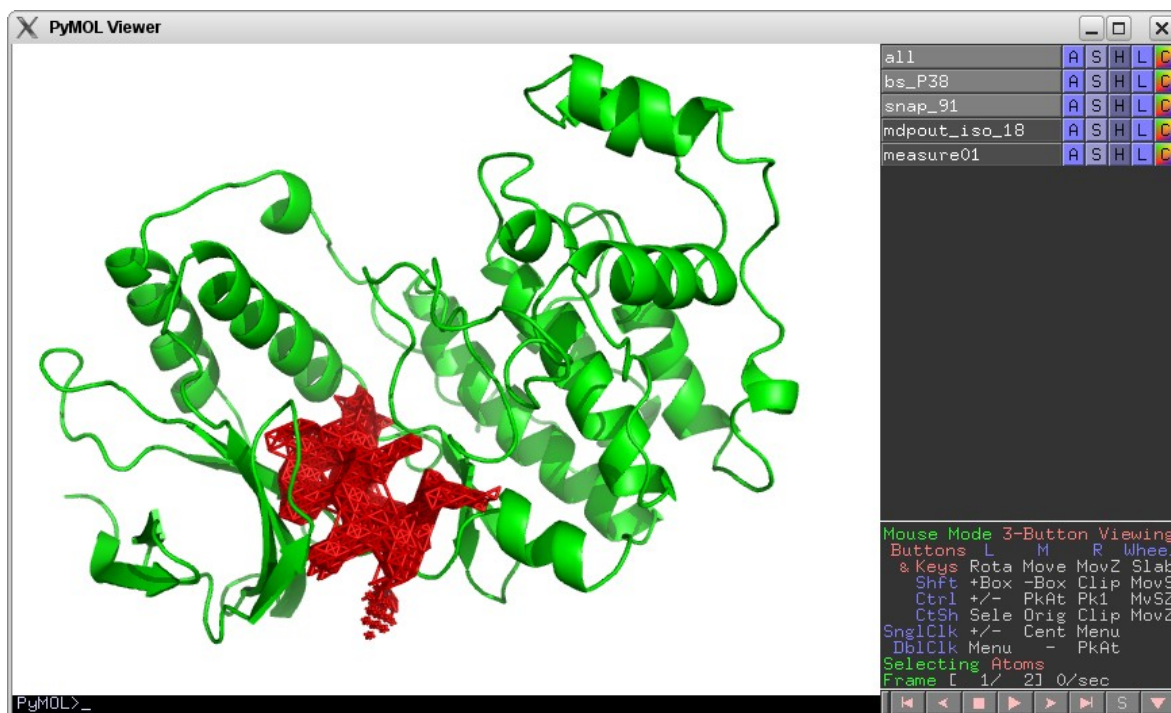 PyMOL Viewer
all A S H L C
bs_P38 A S H L C
snap_91 A S H L C
mdpout_iso_18 A S H L C
measure01 A S H L C
Mouse Mode 3-Button Viewing
Buttons L M R Wheel
& Keys Rota Move MovZ Slab
Shft +Box -Box Clip MovS
Ctrl +/- PkAt Pk1 MvSZ
CtSh Sele Orig Clip MovZ
SnglClk +/- Cent Menu
DblClk Menu - PkAt
Selecting Atoms
Frame [ 1/ 2] 0/sec
PyMOL>_
S